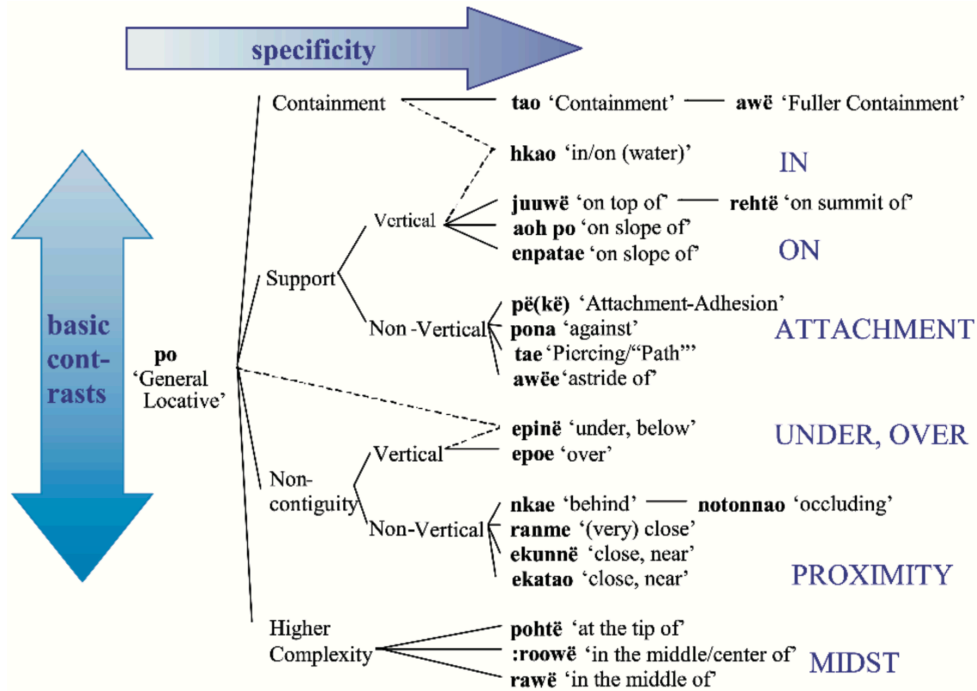 specificity
Containment
tao ‘Containment’
awë ‘Fuller Containment’
hkao ‘in/on (water)’
IN
Vertical
juuwë ‘on top of’
rehtë ‘on summit of’
aoh po ‘on slope of’
enpatae ‘on slope of’
ON
Support
Non-Vertical
pë(kë) ‘Attachment-Adhesion’
pona ‘against’
tae ‘Piercing/“Path”’
awëe ‘astride of’
ATTACHMENT
basic
cont-
rasts
po
‘General
Locative’
epinë ‘under, below’
epoe ‘over’
UNDER, OVER
Vertical
Non-
contiguity
Non-Vertical
nkae ‘behind’
notonnao ‘occluding’
ranme ‘(very) close’
ekunnë ‘close, near’
ekatao ‘close, near’
PROXIMITY
Higher
Complexity
pohtë ‘at the tip of’
:roowë ‘in the middle/center of’
rawë ‘in the middle of’
MIDST